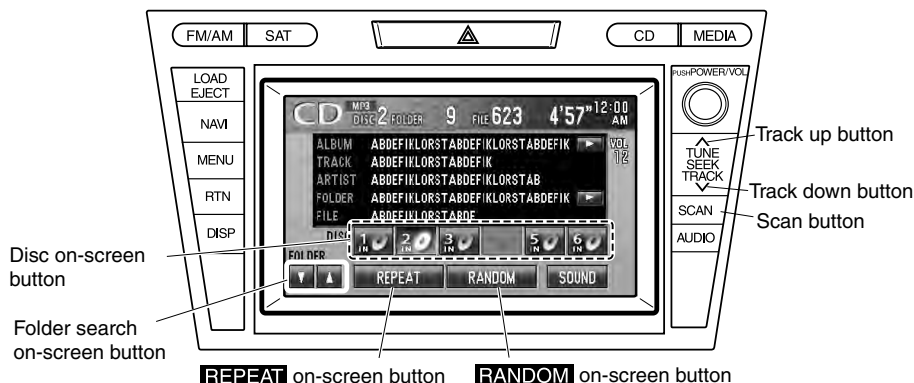 FM/AM SAT CD MEDIA
LOAD
EJECT
NAVI
MENU
RTN
DISP
PUSH POWER/VOL
TUNE
SEEK
TRACK
SCAN
AUDIO
CD MP3 DISC 2 FOLDER 9 FILE 623 4'57" 12:00 AM
VOL
12
ALBUM ABDEFIKLORSTABDEFIKLORSTABDEFIK
TRACK ABDEFIKLORSTABDEFIK
ARTIST ABDEFIKLORSTABDEFIKLORSTAB
FOLDER ABDEFIKLORSTABDEFIKLORSTABDEFIK
FILE ABDEFIKLORSTABDE
DISC 1 IN 2 IN 3 IN 5 IN 6 IN
FOLDER
REPEAT RANDOM SOUND
Track up button
Track down button
Scan button
Disc on-screen
button
Folder search
on-screen button
REPEAT on-screen button
RANDOM on-screen button